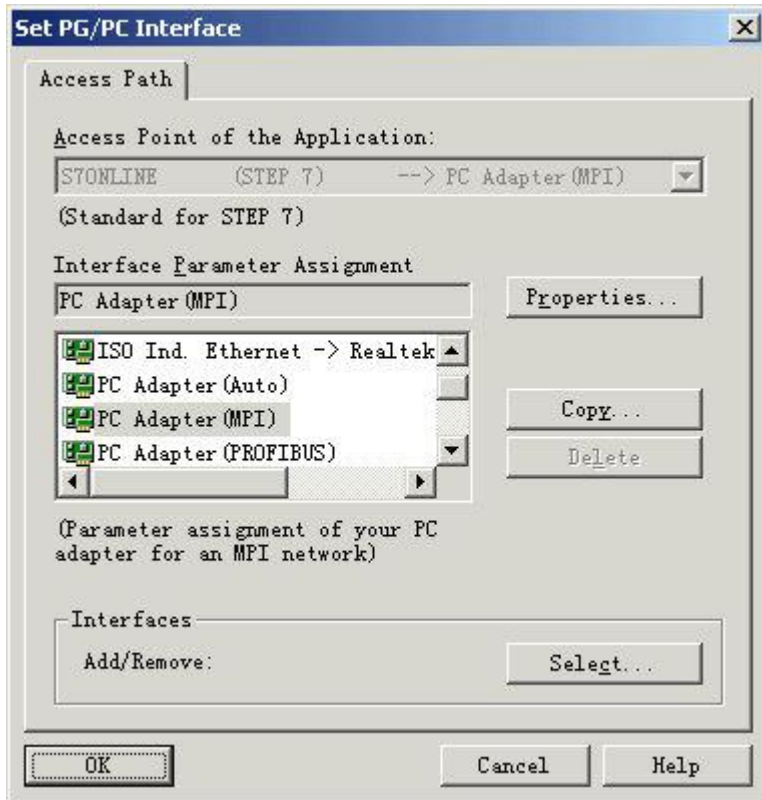 Set PG/PC Interface
Access Path
Access Point of the Application:
S7ONLINE (STEP 7) --> PC Adapter(MPI)
(Standard for STEP 7)
Interface Parameter Assignment
PC Adapter(MPI)
Properties...
ISO Ind. Ethernet -> Realtek
PC Adapter(Auto)
PC Adapter(MPI)
PC Adapter(PROFIBUS)
Copy...
Delete
(Parameter assignment of your PC
adapter for an MPI network)
Interfaces
Add/Remove:
Select...
OK
Cancel
Help